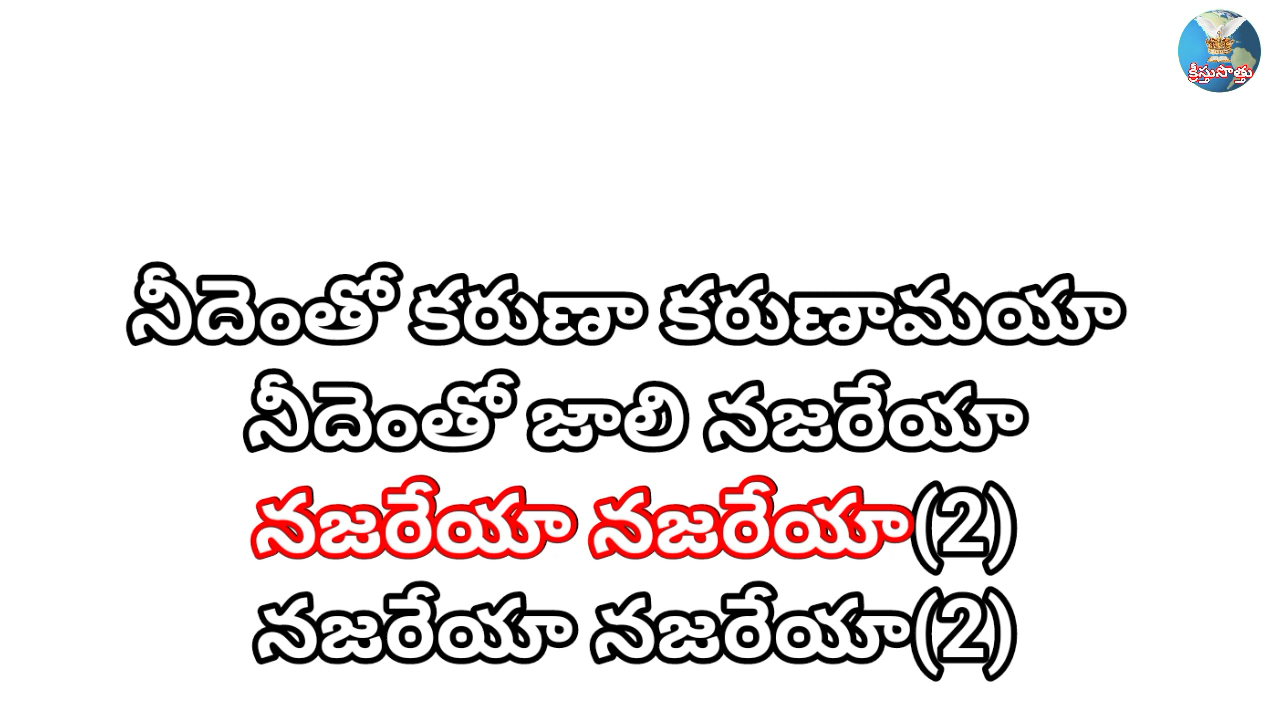 క్రీస్తుసొత్తు
నీదెంతో కరుణా కరుణామయా
నీదెంతో జాలి నజరేయా
నజరేయా నజరేయా(2)
నజరేయా నజరేయా(2)